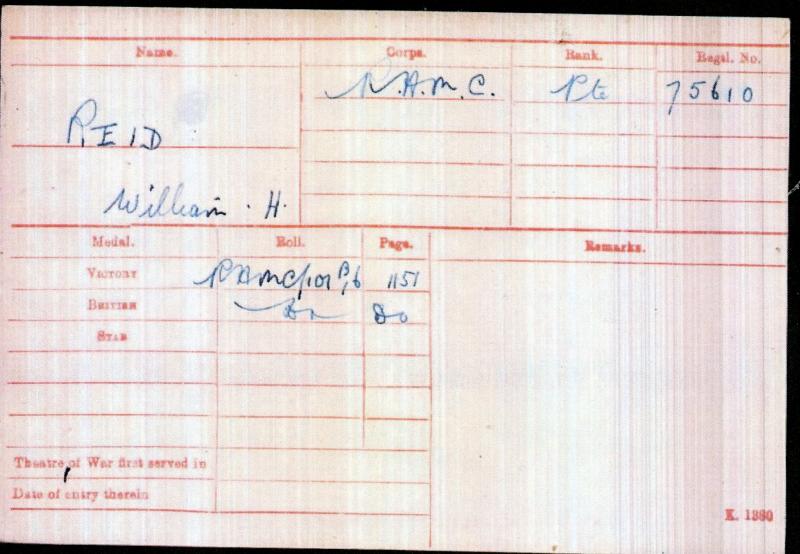 Name. Corps. Rank. Regtl. No.
R.A.M.C. Pte 75610
REID
William . H.
Medal. Roll. Page. Remarks.
VICTORY RAMC/101 B16 1151
BRITISH Do Do
STAR
Theatre of War first served in
Date of entry therein
K. 1380